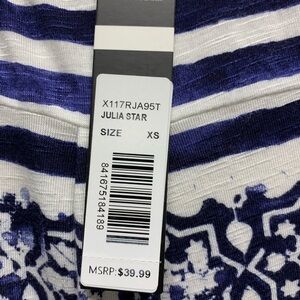 X117RJA95T
JULIA STAR
SIZE XS
841675184189
MSRP: $39.99